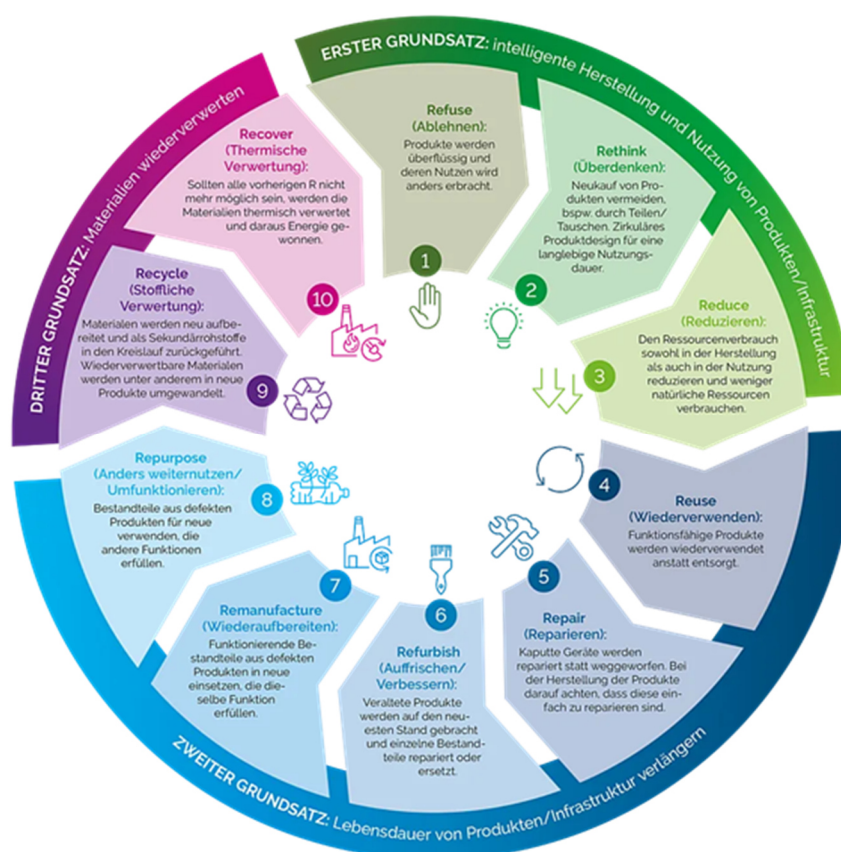 ERSTER GRUNDSATZ: intelligente Herstellung und Nutzung von Produkten/Infrastruktur
Refuse
(Ablehnen):
Produkte werden
überflüssig und
deren Nutzen wird
anders erbracht.
1
Rethink
(Überdenken):
Neukauf von Pro-
dukten vermeiden,
bspw. durch Teilen/
Tauschen. Zirkuläres
Produktdesign für eine
langlebige Nutzungs-
dauer.
2
Reduce
(Reduzieren):
Den Ressourcenverbrauch
sowohl in der Herstellung
als auch in der Nutzung
reduzieren und weniger
natürliche Ressourcen
verbrauchen.
3
ZWEITER GRUNDSATZ: Lebensdauer von Produkten/Infrastruktur verlängern
Reuse
(Wiederverwenden):
Funktionsfähige Produkte
werden wiederverwendet
anstatt entsorgt.
4
Repair
(Reparieren):
Kaputte Geräte werden
repariert statt weggeworfen. Bei
der Herstellung der Produkte
darauf achten, dass diese ein-
fach zu reparieren sind.
5
Refurbish
(Auffrischen/
Verbessern):
Veraltete Produkte
werden auf den neu-
esten Stand gebracht
und einzelne Bestand-
teile repariert oder
ersetzt.
6
Remanufacture
(Wiederaufbereiten):
Funktionierende Be-
standteile aus defekten
Produkten in neue
einsetzen, die die-
selbe Funktion
erfüllen.
7
Repurpose
(Anders weiternutzen/
Umfunktionieren):
Bestandteile aus defekten
Produkten für neue
verwenden, die
andere Funktionen
erfüllen.
8
DRITTER GRUNDSATZ: Materialien wiederverwerten
Recycle
(Stoffliche
Verwertung):
Materialen werden neu aufbe-
reitet und als Sekundärrohstoffe
in den Kreislauf zurückgeführt.
Wiederverwertbare Materialen
werden unter anderem in neue
Produkte umgewandelt.
9
Recover
(Thermische
Verwertung):
Sollten alle vorherigen R nicht
mehr möglich sein, werden die
Materialen thermisch verwertet
und daraus Energie ge-
wonnen.
10